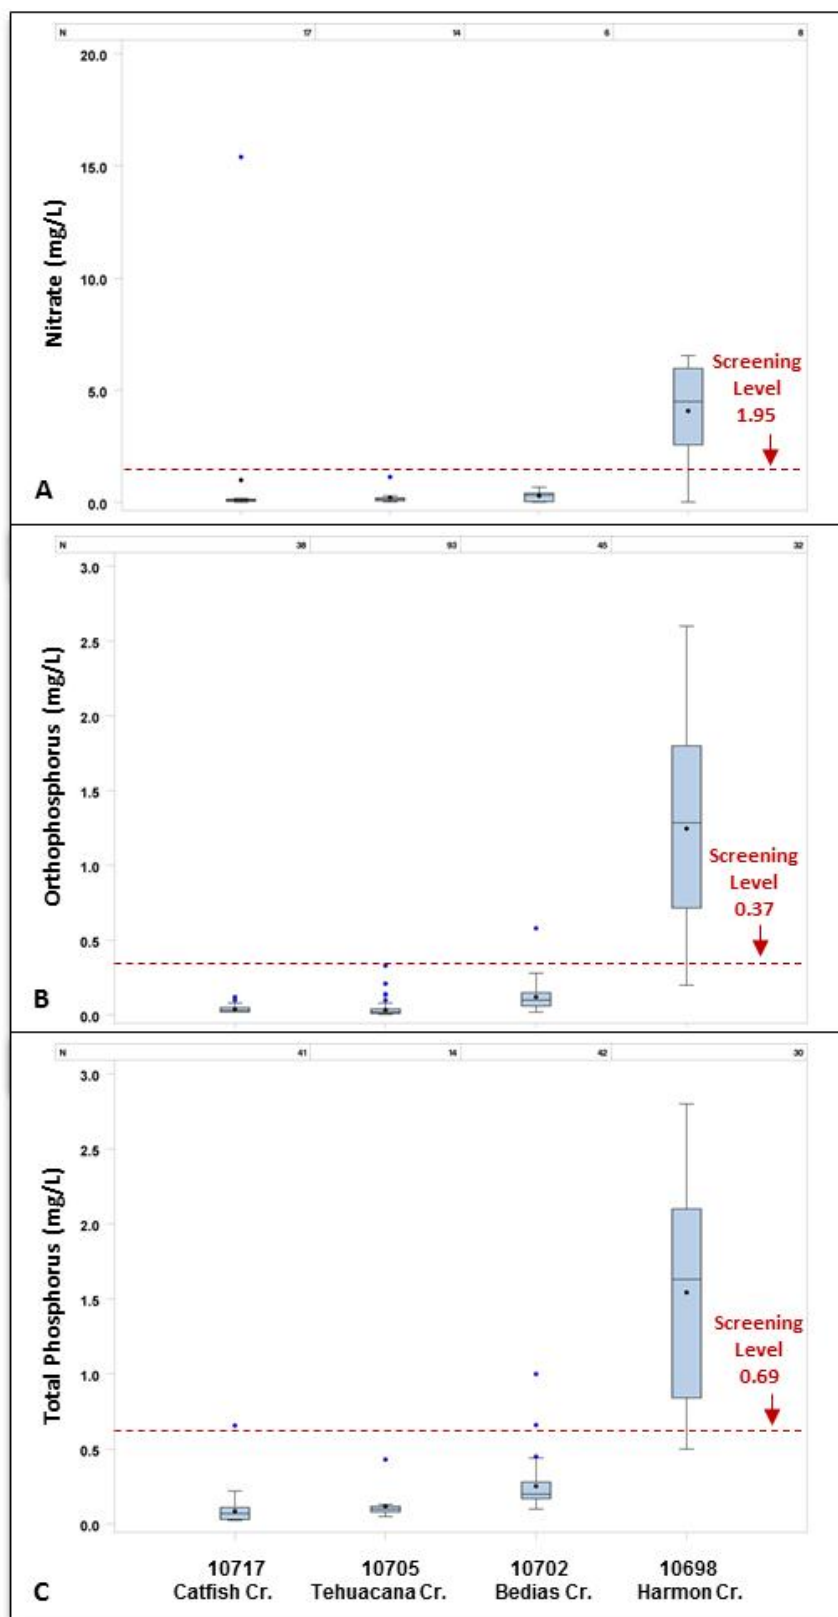 N 17 14 6 8
20.0
15.0
10.0
5.0
0.0
Nitrate (mg/L)
Screening
Level
1.95
A
N 38 93 45 32
3.0
2.5
2.0
1.5
1.0
0.5
0.0
Orthophosphorus (mg/L)
Screening
Level
0.37
B
N 41 14 42 30
3.0
2.5
2.0
1.5
1.0
0.5
0.0
Total Phosphorus (mg/L)
Screening
Level
0.69
C
10717 10705 10702 10698
Catfish Cr. Tehuacana Cr. Bedias Cr. Harmon Cr.